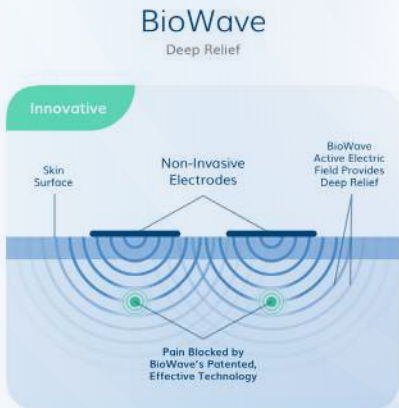 BioWave
Deep Relief
Innovative
Skin
Surface
Non-Invasive
Electrodes
BioWave
Active Electric
Field Provides
Deep Relief
Pain Blocked by
BioWave's Patented,
Effective Technology